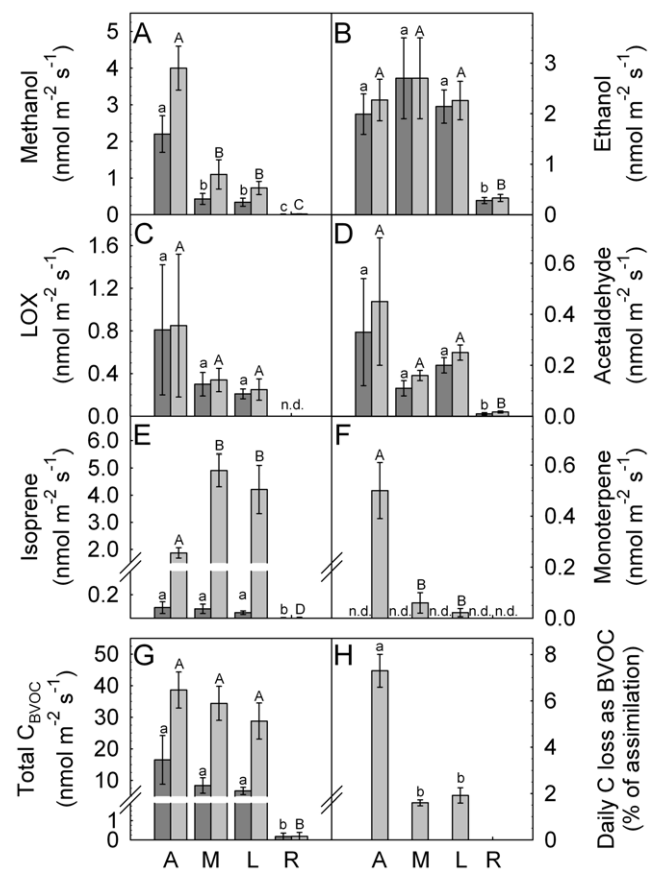 A
Methanol
(nmol m⁻² s⁻¹)
5
4
3
2
1
0
a A
b B
b B
c C
B
Ethanol
(nmol m⁻² s⁻¹)
3
2
1
0
a A
a A
a A
b B
C
LOX
(nmol m⁻² s⁻¹)
1.6
1.2
0.8
0.4
0.0
a A
a A
a A
n.d.
D
Acetaldehyde
(nmol m⁻² s⁻¹)
0.6
0.4
0.2
0.0
a A
a A
a A
b B
E
Isoprene
(nmol m⁻² s⁻¹)
6.0
5.0
4.0
3.0
2.0
0.2
a A
a B
a B
b D
F
Monoterpene
(nmol m⁻² s⁻¹)
0.6
0.4
0.2
0.0
n.d. A
n.d. B
n.d. B
n.d. n.d.
G
Total C_BVOC
(nmol m⁻² s⁻¹)
50
40
30
20
10
1
0
a A
a A
a A
b B
A M L R
H
Daily C loss as BVOC
(% of assimilation)
8
6
4
2
0
a
b
b
A M L R